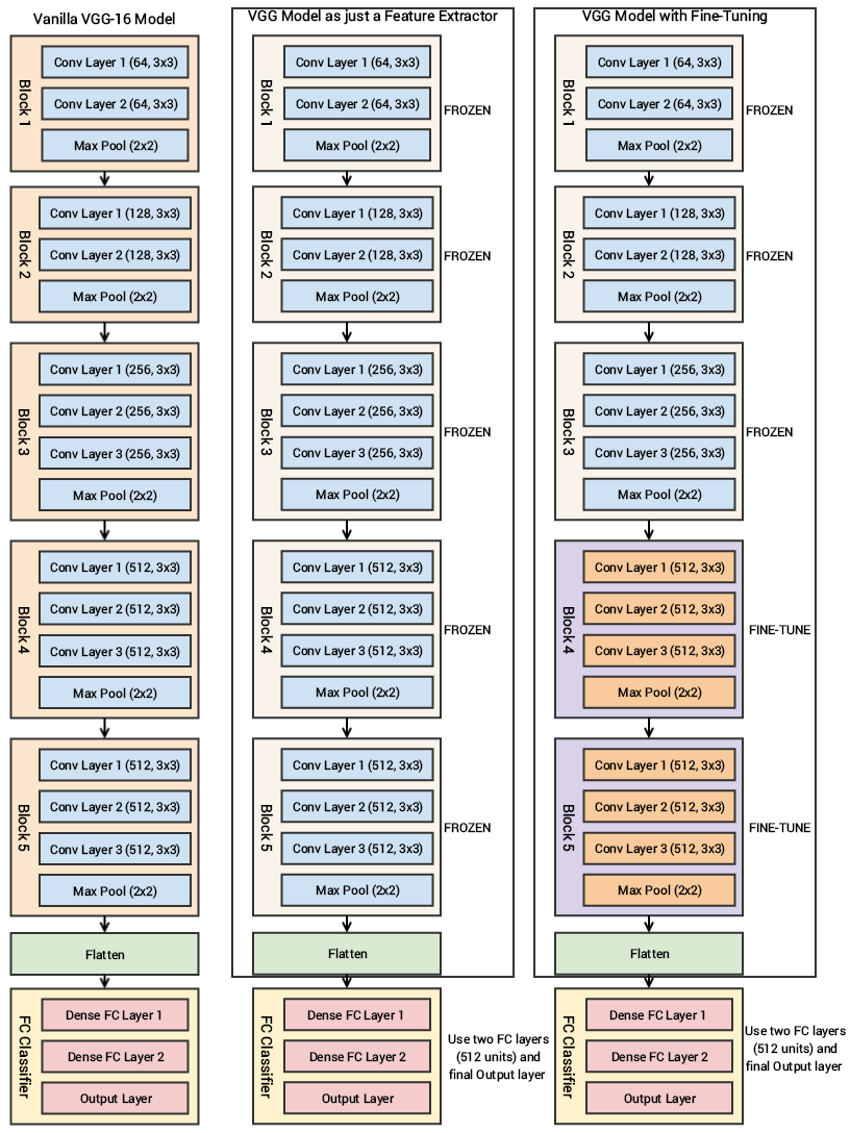 Vanilla VGG-16 Model
Block 1
Conv Layer 1 (64, 3x3)
Conv Layer 2 (64, 3x3)
Max Pool (2x2)
Block 2
Conv Layer 1 (128, 3x3)
Conv Layer 2 (128, 3x3)
Max Pool (2x2)
Block 3
Conv Layer 1 (256, 3x3)
Conv Layer 2 (256, 3x3)
Conv Layer 3 (256, 3x3)
Max Pool (2x2)
Block 4
Conv Layer 1 (512, 3x3)
Conv Layer 2 (512, 3x3)
Conv Layer 3 (512, 3x3)
Max Pool (2x2)
Block 5
Conv Layer 1 (512, 3x3)
Conv Layer 2 (512, 3x3)
Conv Layer 3 (512, 3x3)
Max Pool (2x2)
Flatten
FC Classifier
Dense FC Layer 1
Dense FC Layer 2
Output Layer
VGG Model as just a Feature Extractor
Block 1
Conv Layer 1 (64, 3x3)
Conv Layer 2 (64, 3x3)
Max Pool (2x2)
FROZEN
Block 2
Conv Layer 1 (128, 3x3)
Conv Layer 2 (128, 3x3)
Max Pool (2x2)
FROZEN
Block 3
Conv Layer 1 (256, 3x3)
Conv Layer 2 (256, 3x3)
Conv Layer 3 (256, 3x3)
Max Pool (2x2)
FROZEN
Block 4
Conv Layer 1 (512, 3x3)
Conv Layer 2 (512, 3x3)
Conv Layer 3 (512, 3x3)
Max Pool (2x2)
FROZEN
Block 5
Conv Layer 1 (512, 3x3)
Conv Layer 2 (512, 3x3)
Conv Layer 3 (512, 3x3)
Max Pool (2x2)
FROZEN
Flatten
FC Classifier
Dense FC Layer 1
Dense FC Layer 2
Output Layer
Use two FC layers
(512 units) and
final Output layer
VGG Model with Fine-Tuning
Block 1
Conv Layer 1 (64, 3x3)
Conv Layer 2 (64, 3x3)
Max Pool (2x2)
FROZEN
Block 2
Conv Layer 1 (128, 3x3)
Conv Layer 2 (128, 3x3)
Max Pool (2x2)
FROZEN
Block 3
Conv Layer 1 (256, 3x3)
Conv Layer 2 (256, 3x3)
Conv Layer 3 (256, 3x3)
Max Pool (2x2)
FROZEN
Block 4
Conv Layer 1 (512, 3x3)
Conv Layer 2 (512, 3x3)
Conv Layer 3 (512, 3x3)
Max Pool (2x2)
FINE-TUNE
Block 5
Conv Layer 1 (512, 3x3)
Conv Layer 2 (512, 3x3)
Conv Layer 3 (512, 3x3)
Max Pool (2x2)
FINE-TUNE
Flatten
FC Classifier
Dense FC Layer 1
Dense FC Layer 2
Output Layer
Use two FC layers
(512 units) and
final Output layer